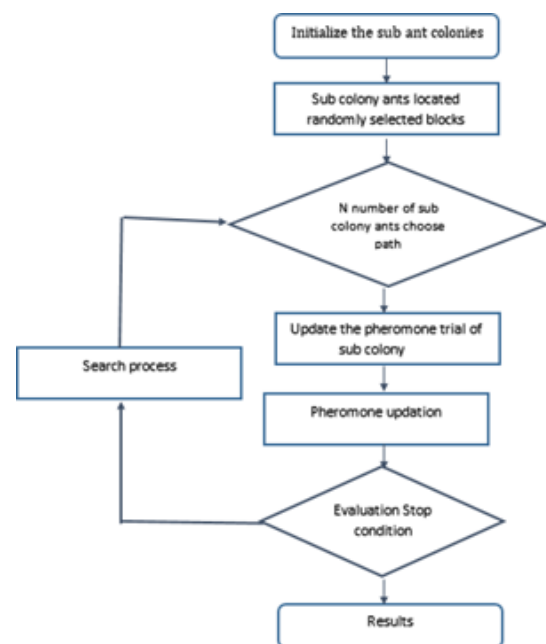 Initialize the sub ant colonies
Sub colony ants located
randomly selected blocks
N number of sub
colony ants choose
path
Update the pheromone trial of
sub colony
Search process
Pheromone updation
Evaluation Stop
condition
Results